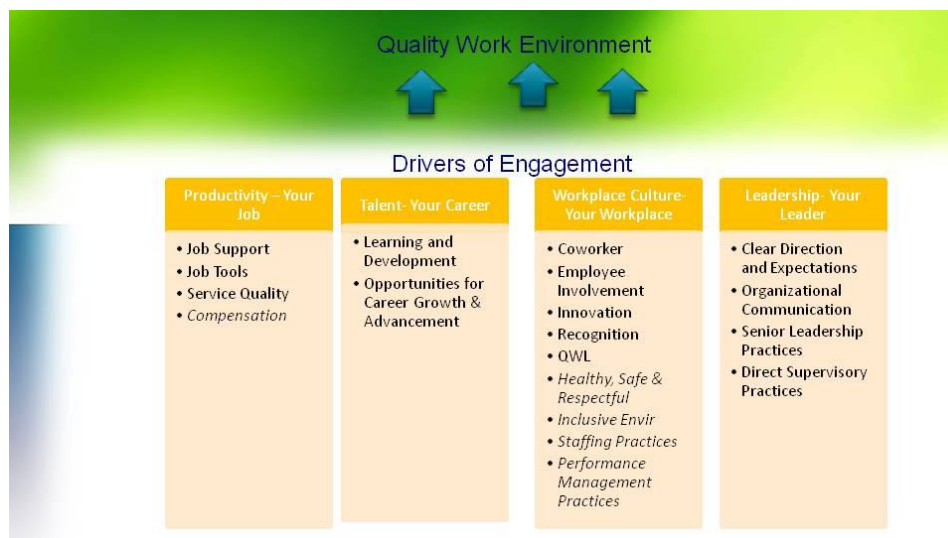 Quality Work Environment
Drivers of Engagement
Productivity – Your
Job
• Job Support
• Job Tools
• Service Quality
• Compensation
Talent- Your Career
• Learning and
Development
• Opportunities for
Career Growth &
Advancement
Workplace Culture-
Your Workplace
• Coworker
• Employee
Involvement
• Innovation
• Recognition
• QWL
• Healthy, Safe &
Respectful
• Inclusive Envir
• Staffing Practices
• Performance
Management
Practices
Leadership- Your
Leader
• Clear Direction
and Expectations
• Organizational
Communication
• Senior Leadership
Practices
• Direct Supervisory
Practices